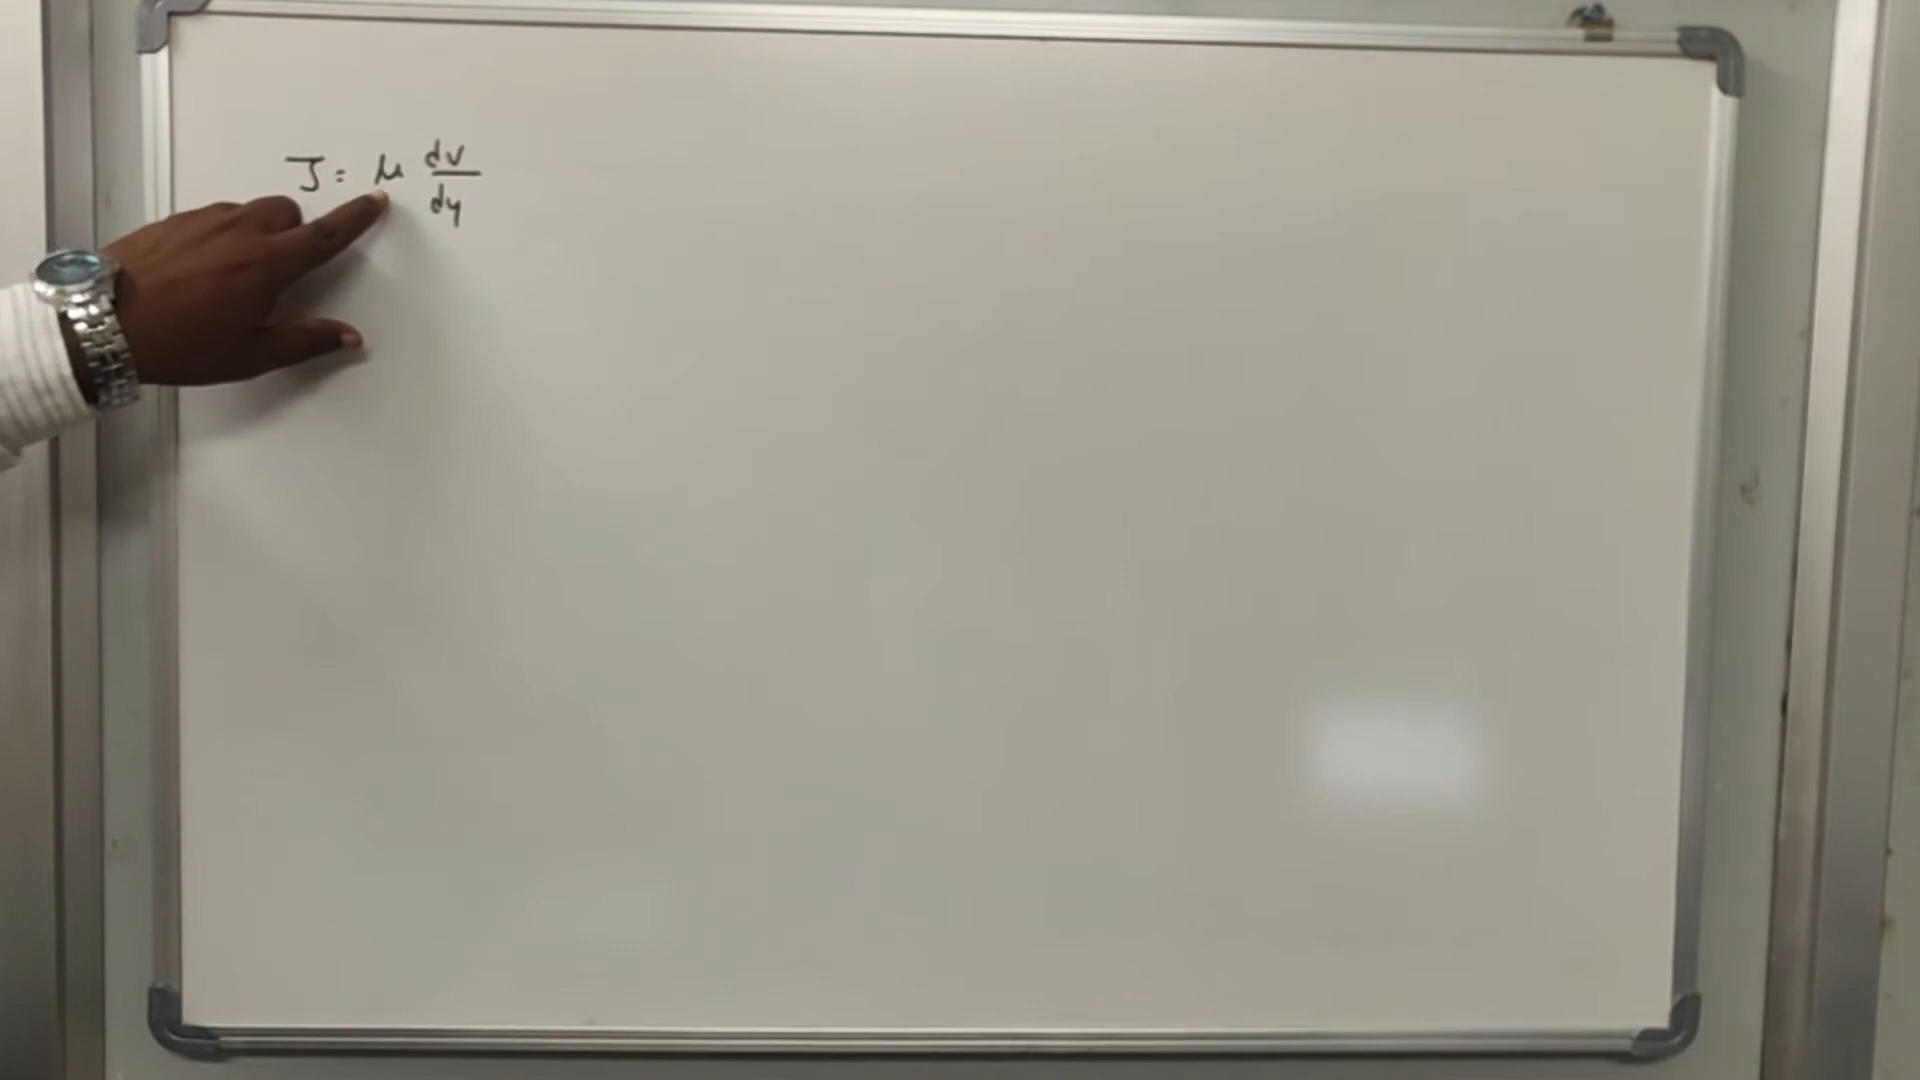 J = μ dv/dy